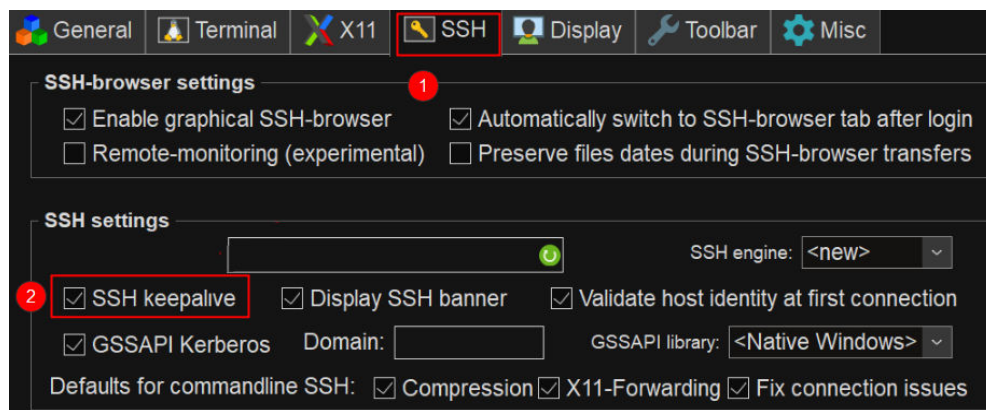 General Terminal X11 SSH Display Toolbar Misc
1
SSH-browser settings
Enable graphical SSH-browser Automatically switch to SSH-browser tab after login
Remote-monitoring (experimental) Preserve files dates during SSH-browser transfers
SSH settings
SSH engine: <new>
2 SSH keepalive Display SSH banner Validate host identity at first connection
GSSAPI Kerberos Domain: GSSAPI library: <Native Windows>
Defaults for commandline SSH: Compression X11-Forwarding Fix connection issues